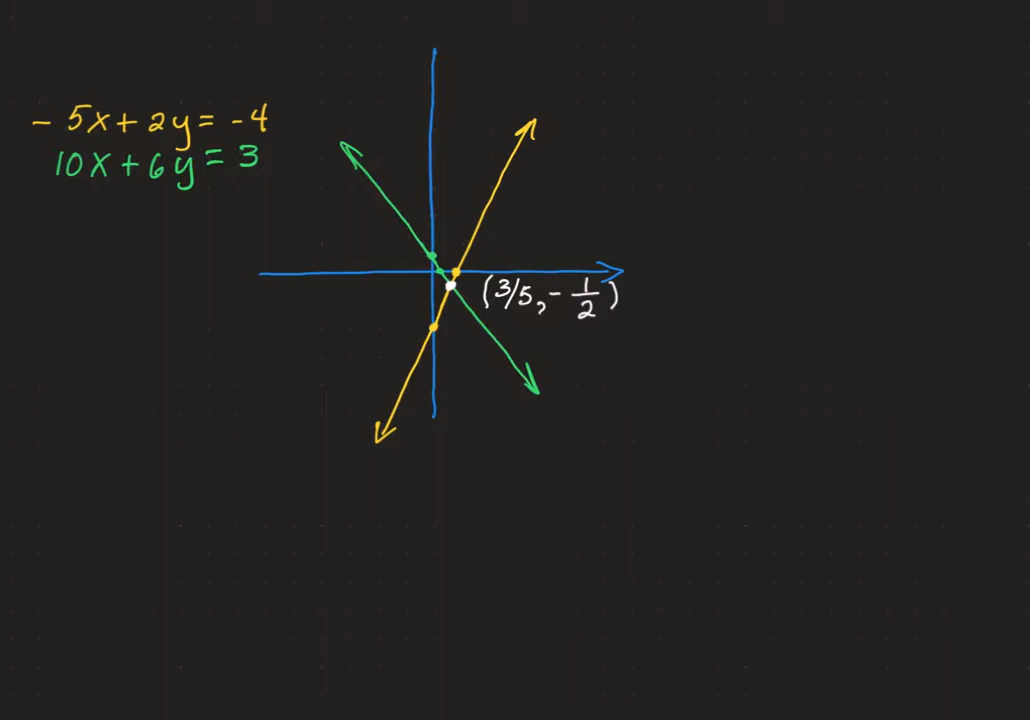 - 5x + 2y = -4
10x + 6y = 3
(3/5, - 1/2)